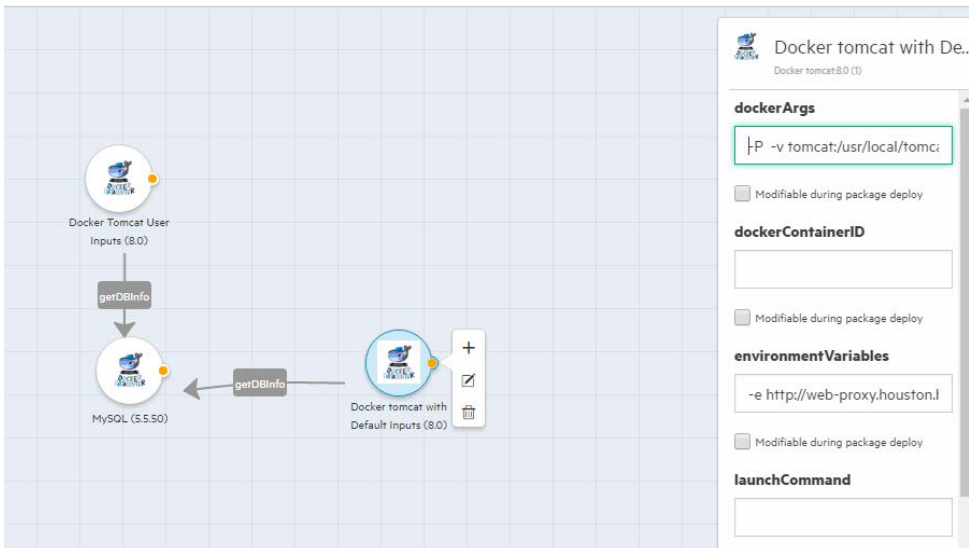 Docker Tomcat User
Inputs (8.0)
getDBInfo
MySQL (5.5.50)
getDBInfo
Docker tomcat with
Default Inputs (8.0)
Docker tomcat with De..
Docker tomcat:8.0 (1)
dockerArgs
-P -v tomcat:/usr/local/tomca
Modifiable during package deploy
dockerContainerID
Modifiable during package deploy
environmentVariables
-e http://web-proxy.houston.h
Modifiable during package deploy
launchCommand